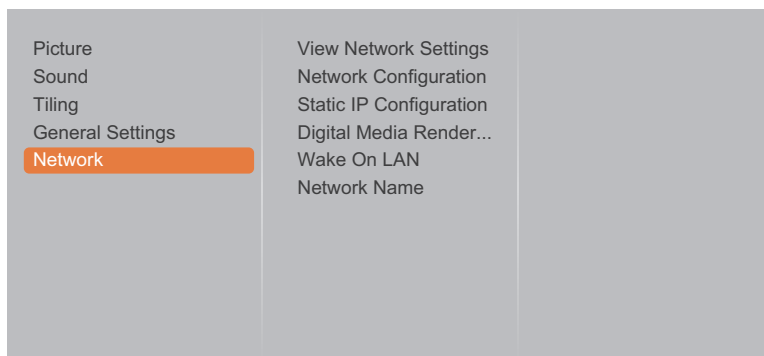 Picture
Sound
Tiling
General Settings
Network
View Network Settings
Network Configuration
Static IP Configuration
Digital Media Render...
Wake On LAN
Network Name